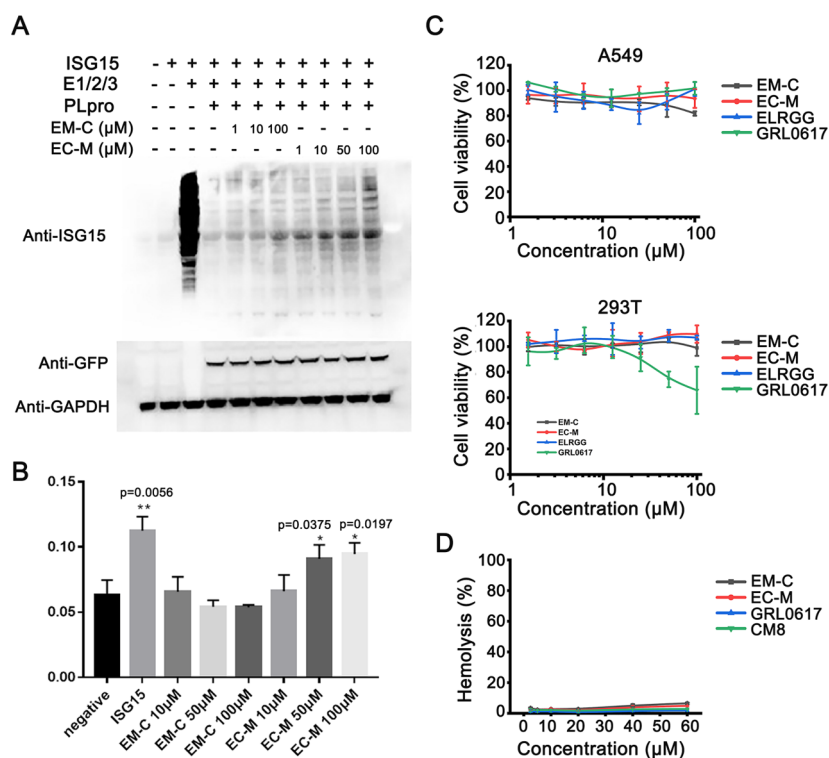 A
ISG15 - + + + + + + + + + +
E1/2/3 - - + + + + + + + + +
PLpro - - - + + + + + + + +
EM-C (μM) - - - - 1 10 100 - - - -
EC-M (μM) - - - - - - - 1 10 50 100
Anti-ISG15
Anti-GFP
Anti-GAPDH
B
0.15
0.10
0.05
0.00
p=0.0056
**
p=0.0375
*
p=0.0197
*
negative
ISG15
EM-C 10μM
EM-C 50μM
EM-C 100μM
EC-M 10μM
EC-M 50μM
EC-M 100μM
C
A549
Cell viability (%)
120
100
80
60
40
20
0
1
10
100
Concentration (μM)
EM-C
EC-M
ELRGG
GRL0617
293T
Cell viability (%)
120
100
80
60
40
20
0
1
10
100
Concentration (μM)
EM-C
EC-M
ELRGG
GRL0617
EM-C
EC-M
ELRGG
GRL0617
D
Hemolysis (%)
100
80
60
40
20
0
0 10 20 30 40 50 60
Concentration (μM)
EM-C
EC-M
GRL0617
CM8